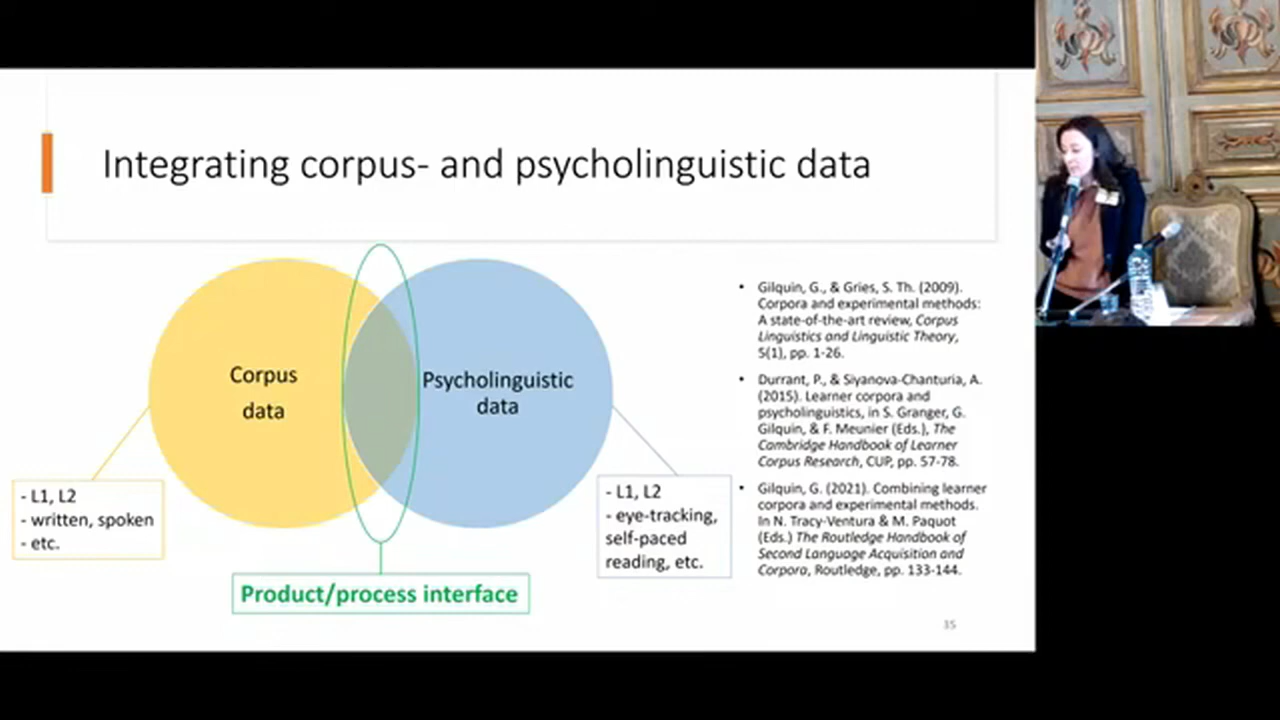 Integrating corpus- and psycholinguistic data
Corpus
data
Psycholinguistic
data
- L1, L2
- written, spoken
- etc.
- L1, L2
- eye-tracking,
self-paced
reading, etc.
Product/process interface
• Gilquin, G., & Gries, S. Th. (2009).
Corpora and experimental methods:
A state-of-the-art review, Corpus
Linguistics and Linguistic Theory,
5(1), pp. 1-26.
• Durrant, P., & Siyanova-Chanturia, A.
(2015). Learner corpora and
psycholinguistics, in S. Granger, G.
Gilquin, & F. Meunier (Eds.), The
Cambridge Handbook of Learner
Corpus Research, CUP, pp. 57-78.
• Gilquin, G. (2021). Combining learner
corpora and experimental methods.
In N. Tracy-Ventura & M. Paquot
(Eds.) The Routledge Handbook of
Second Language Acquisition and
Corpora, Routledge, pp. 133-144.
35